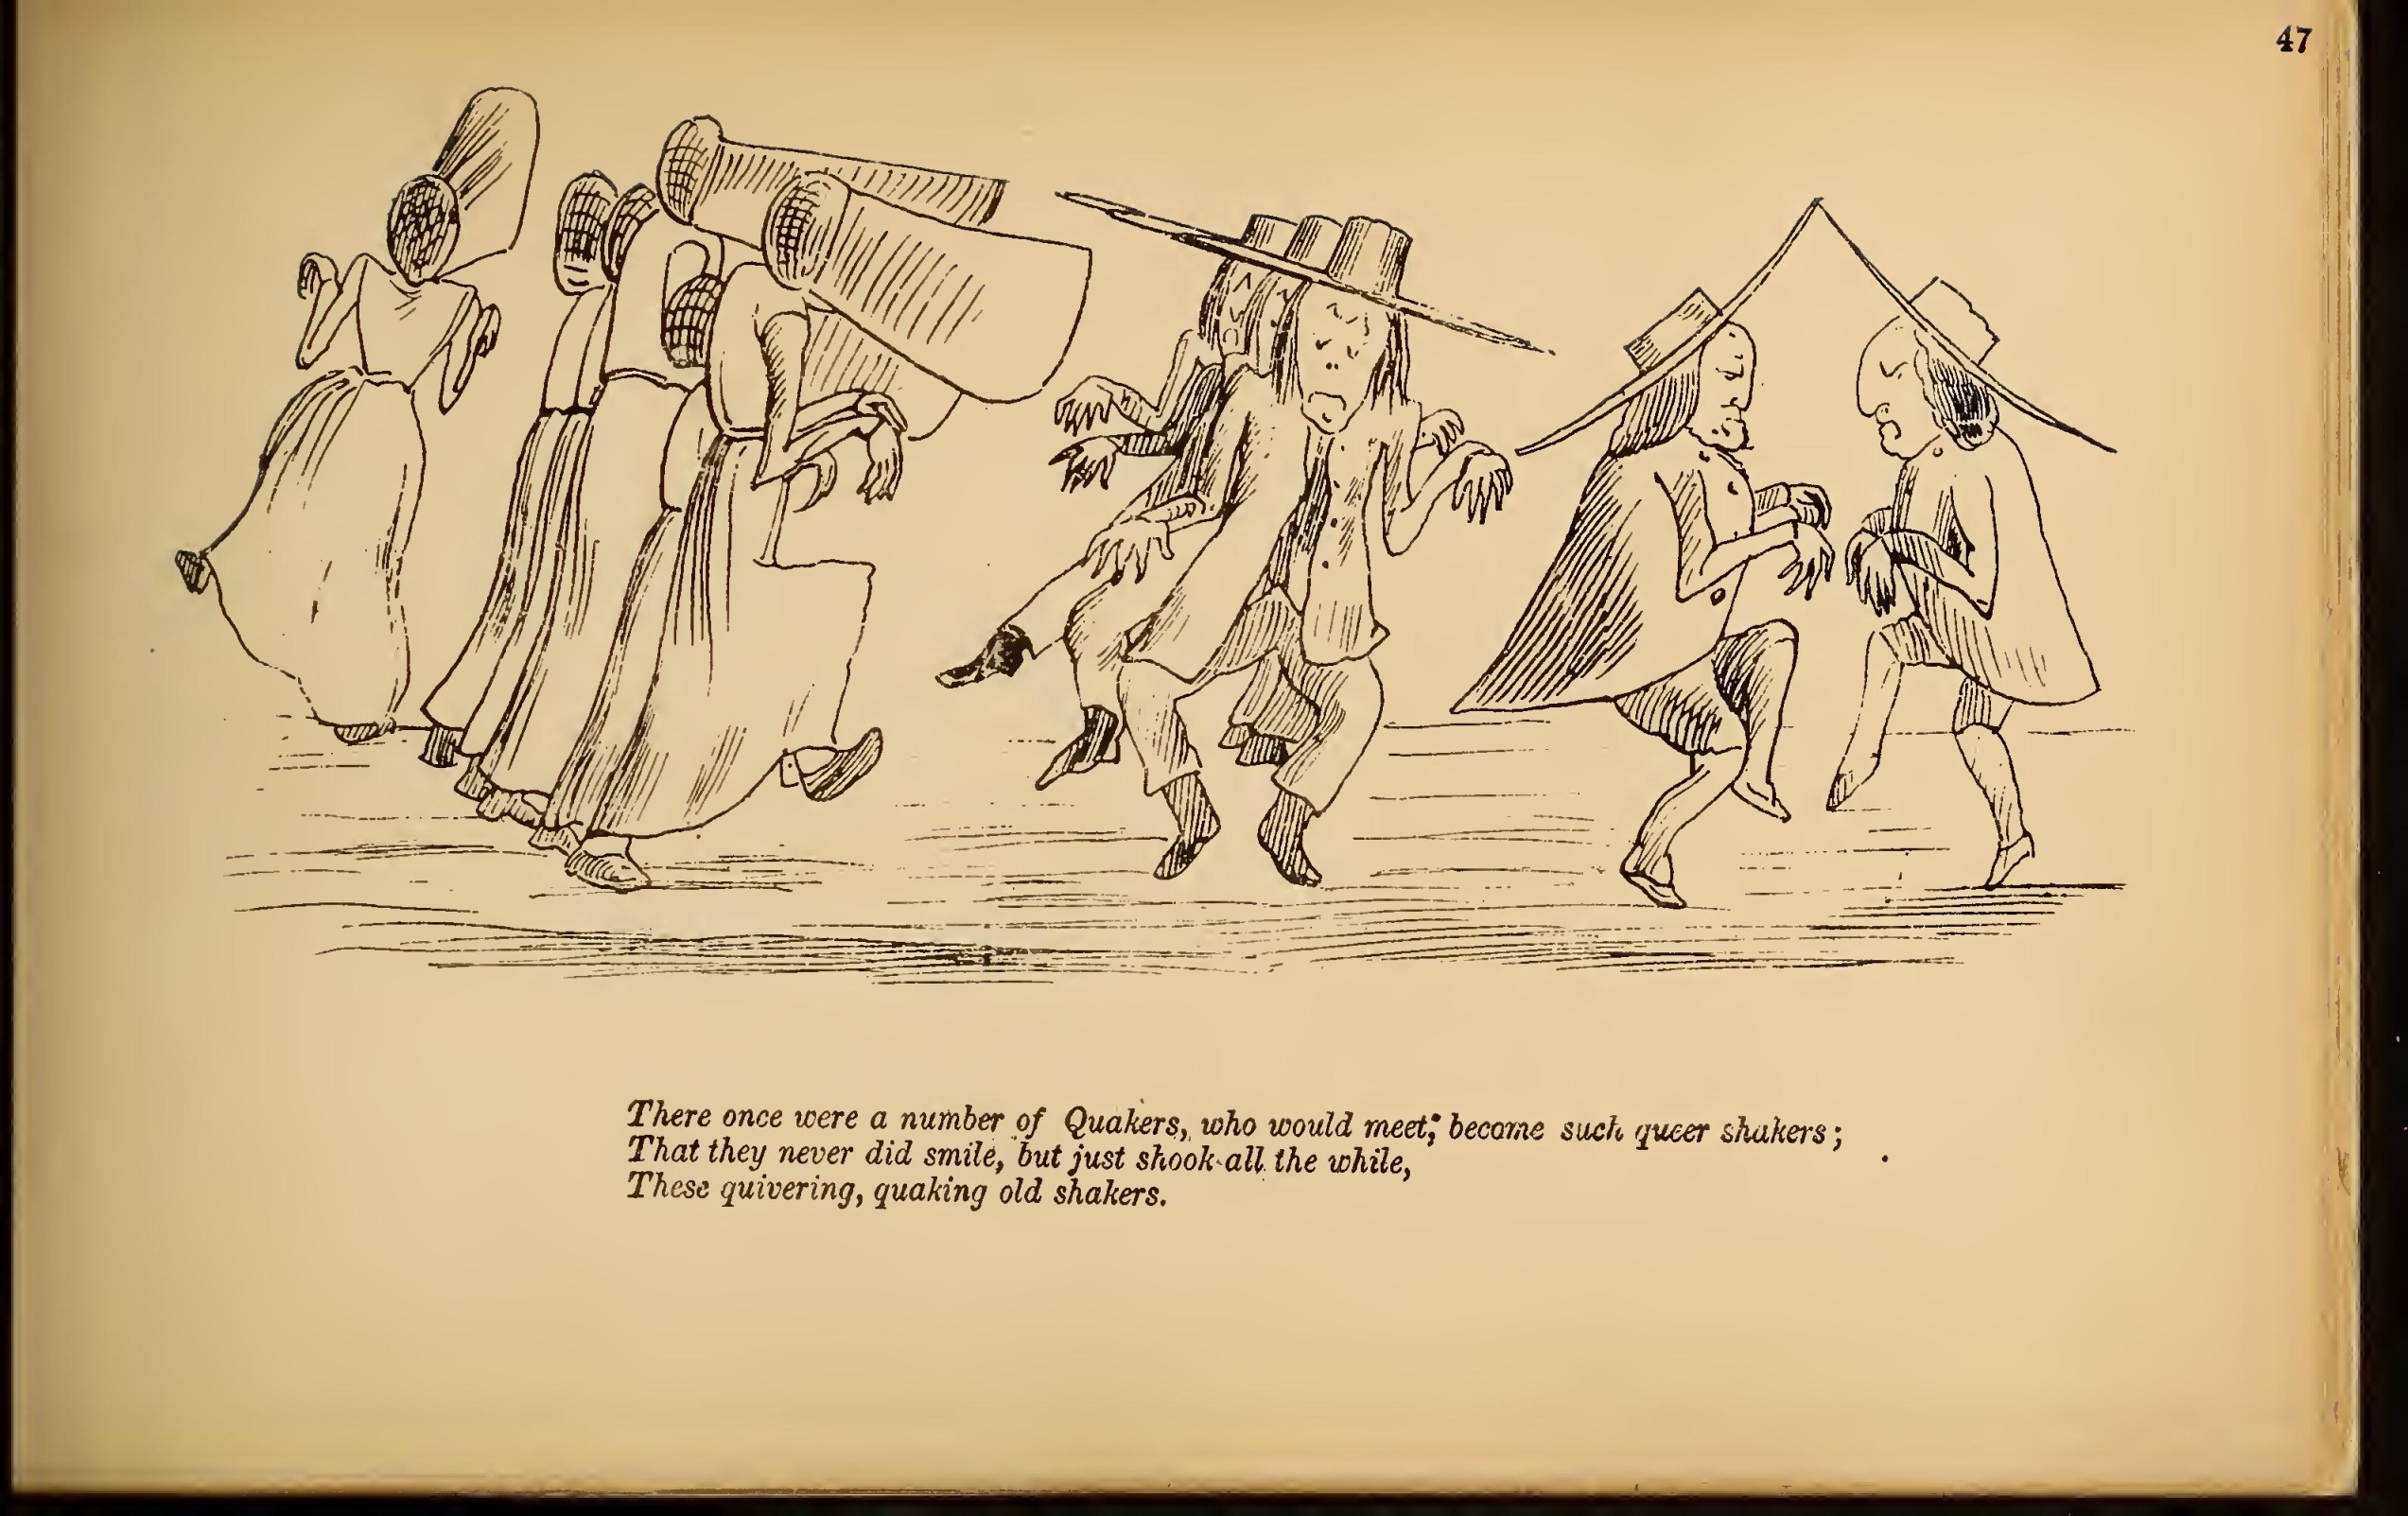 47
There once were a number of Quakers, who would meet, become such queer shakers;
That they never did smile, but just shook all the while,
These quivering, quaking old shakers.